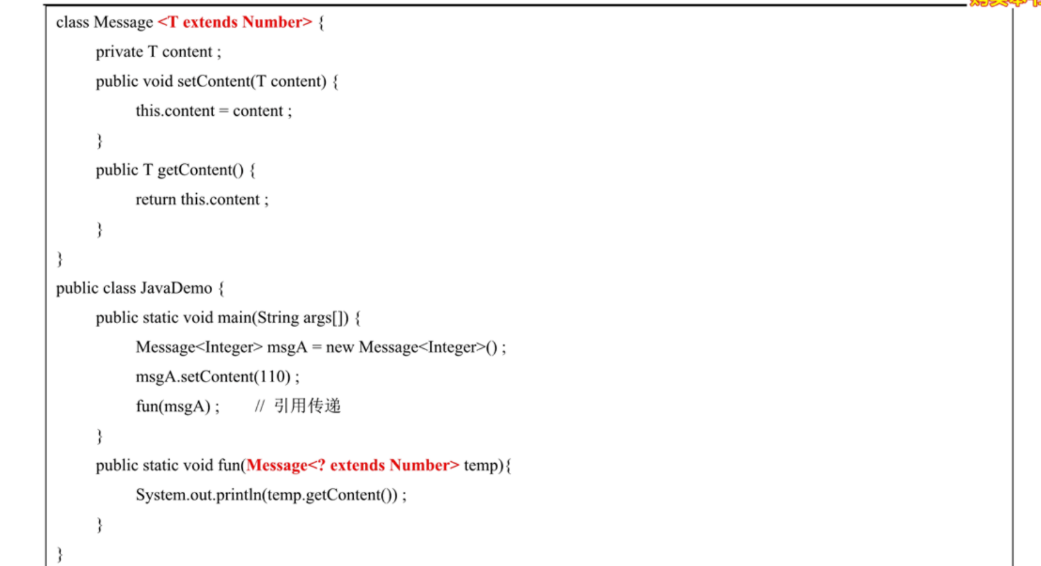 class Message <T extends Number> {
private T content ;
public void setContent(T content) {
this.content = content ;
}
public T getContent() {
return this.content ;
}
}
public class JavaDemo {
public static void main(String args[]) {
Message<Integer> msgA = new Message<Integer>() ;
msgA.setContent(110) ;
fun(msgA) ; // 引用传递
}
public static void fun(Message<? extends Number> temp){
System.out.println(temp.getContent()) ;
}
}